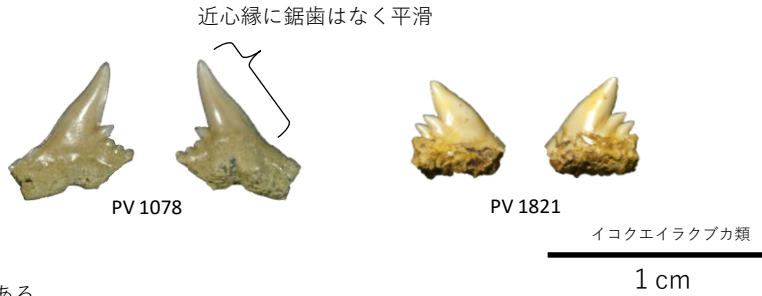 近心縁に鋸歯はなく平滑
PV 1078
PV 1821
イコクエイラクブカ類
1 cm
ある